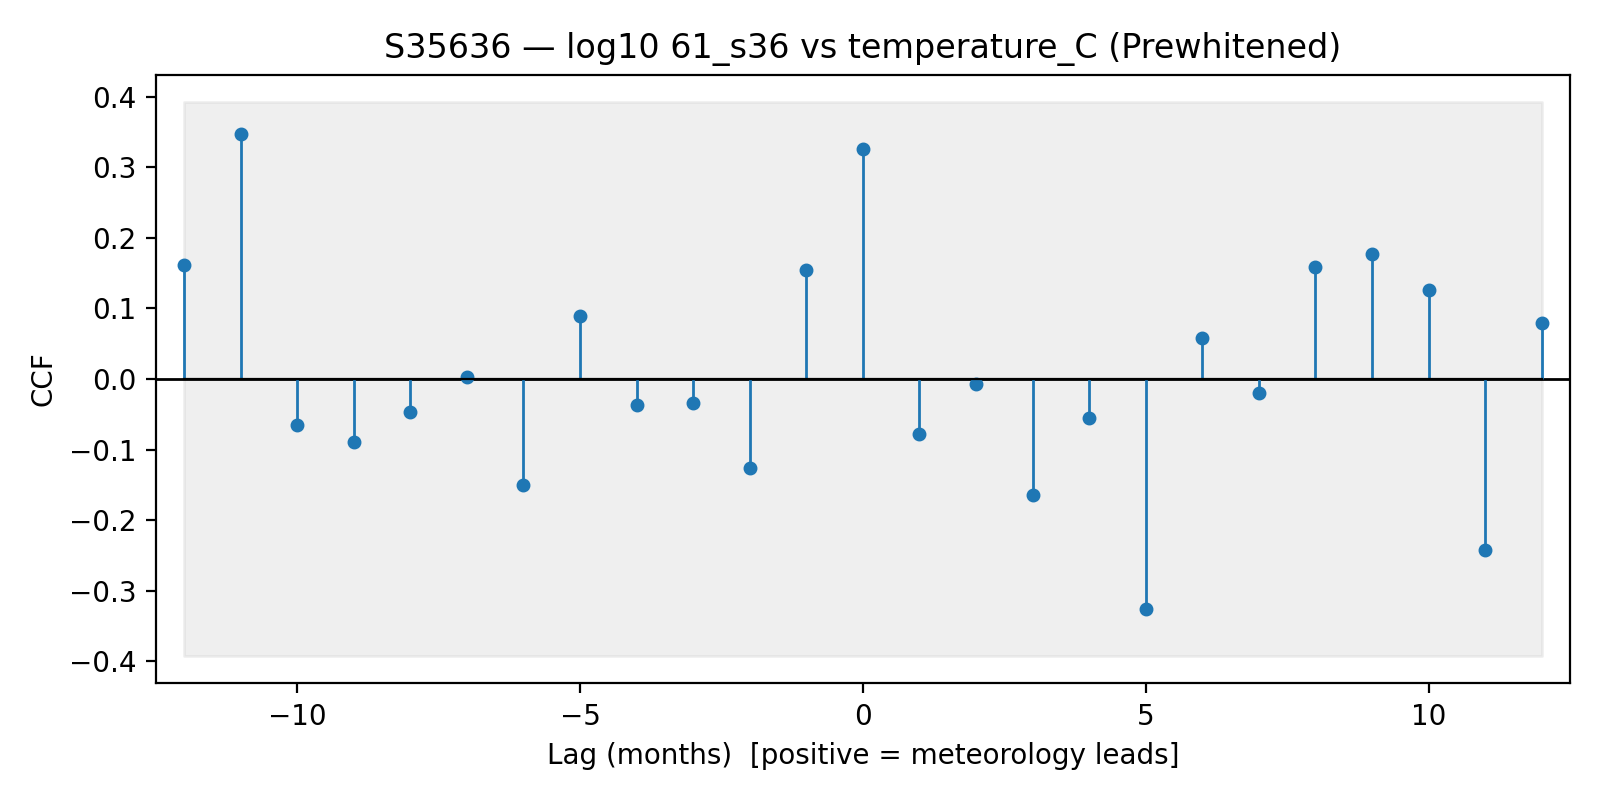 S35636 — log10 61_s36 vs temperature_C (Prewhitened)
0.4
0.3
0.2
0.1
0.0
−0.1
−0.2
−0.3
−0.4
CCF
−10 −5 0 5 10
Lag (months) [positive = meteorology leads]